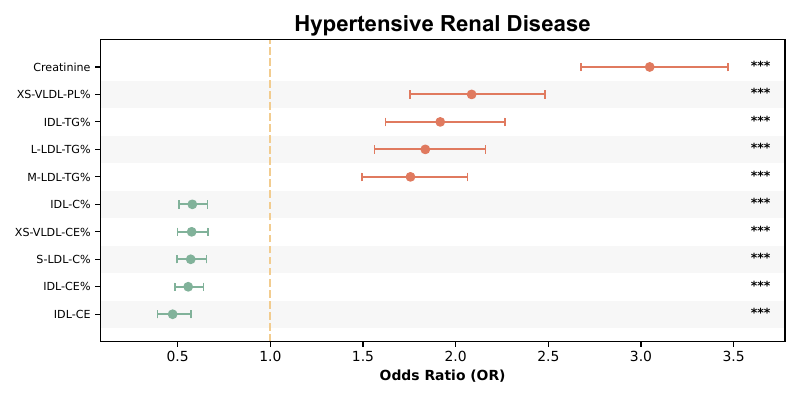 Hypertensive Renal Disease
Creatinine ***
XS-VLDL-PL% ***
IDL-TG% ***
L-LDL-TG% ***
M-LDL-TG% ***
IDL-C% ***
XS-VLDL-CE% ***
S-LDL-C% ***
IDL-CE% ***
IDL-CE ***
0.5 1.0 1.5 2.0 2.5 3.0 3.5
Odds Ratio (OR)